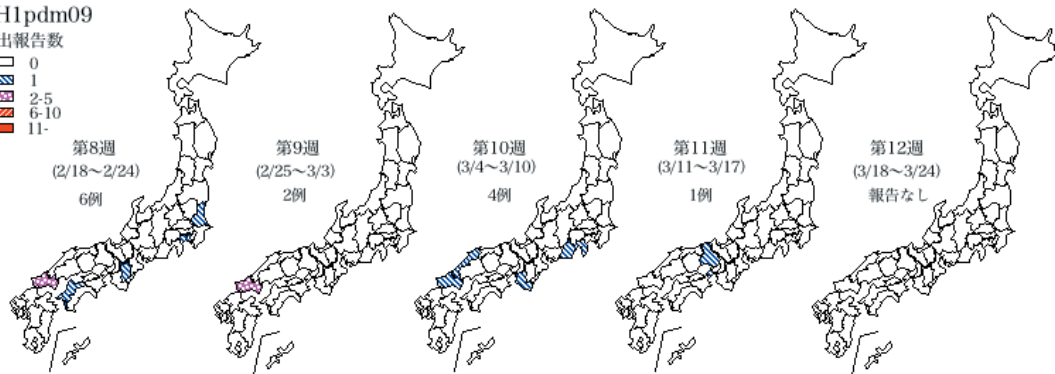 H1pdm09
出報告数
0
1
2-5
6-10
11-
第8週
(2/18～2/24)
6例
第9週
(2/25～3/3)
2例
第10週
(3/4～3/10)
4例
第11週
(3/11～3/17)
1例
第12週
(3/18～3/24)
報告なし